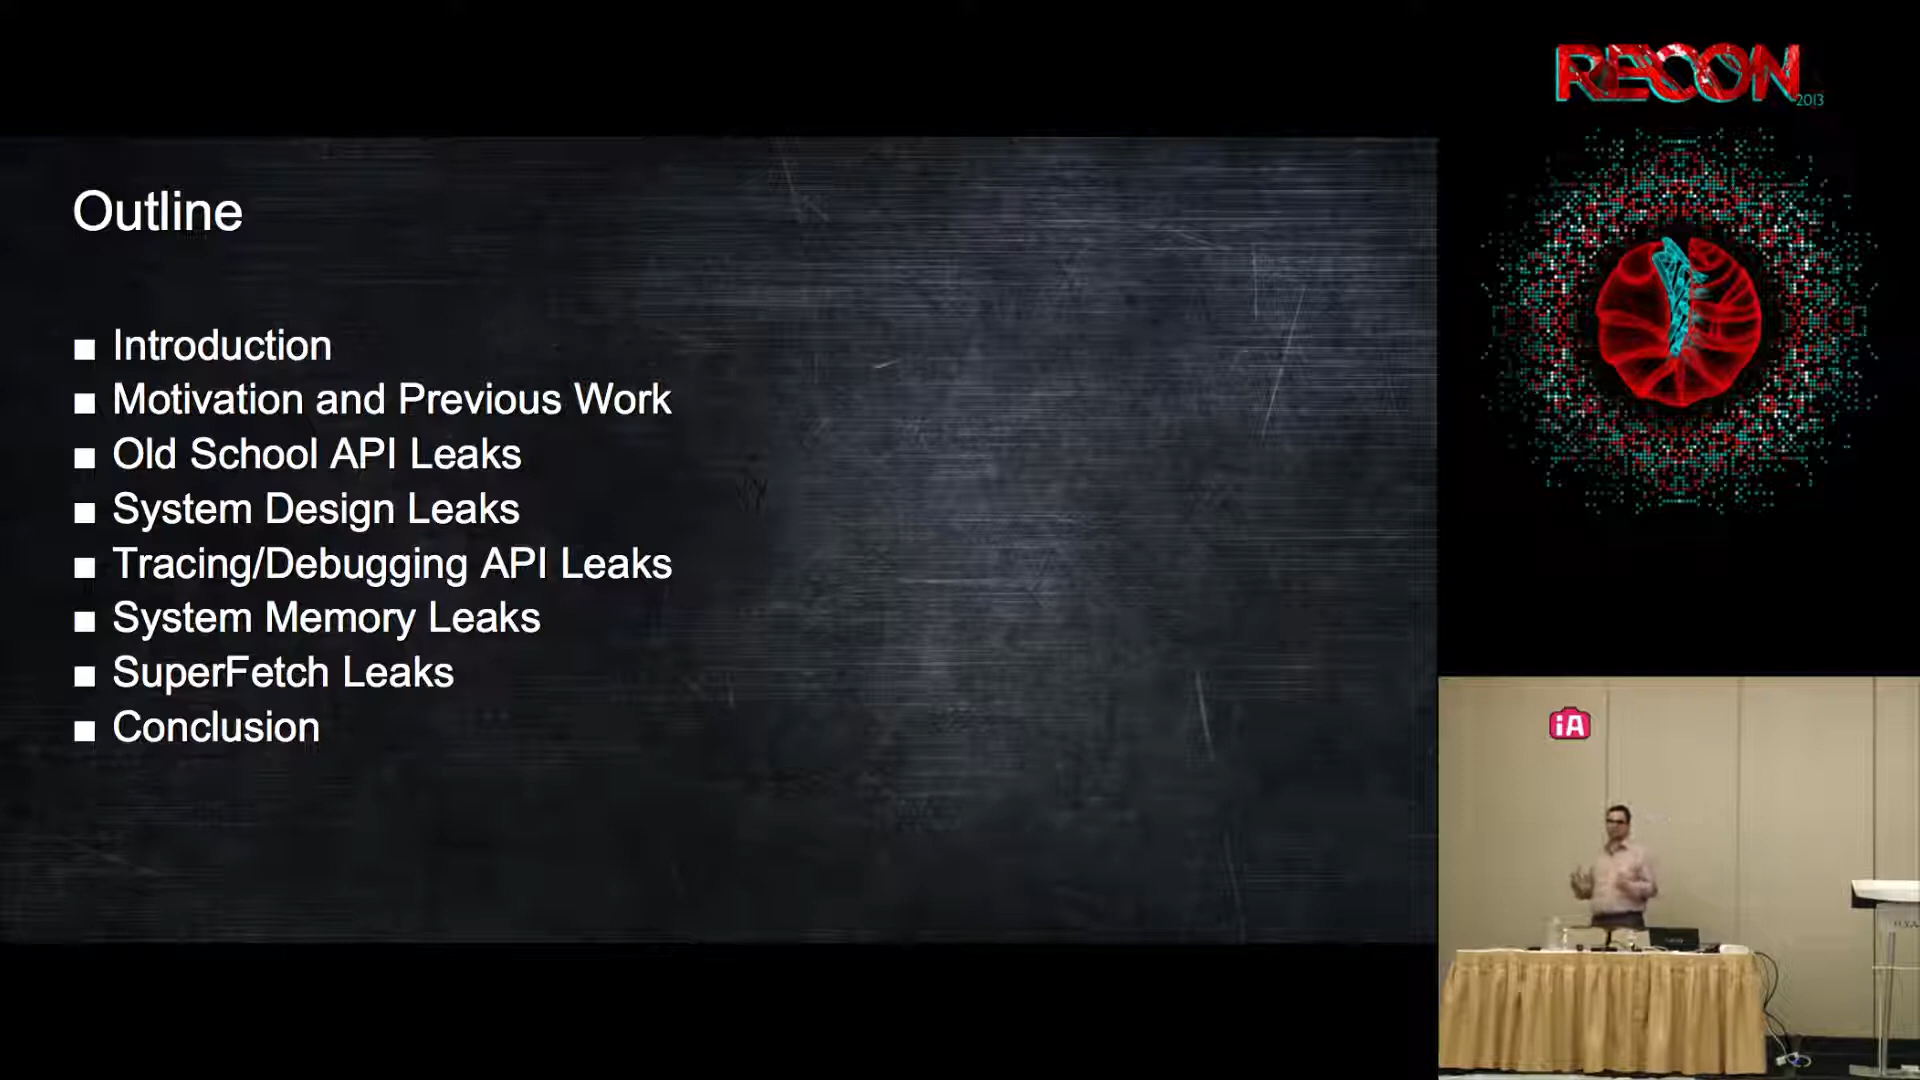 RECON
2013
Outline
■ Introduction
■ Motivation and Previous Work
■ Old School API Leaks
■ System Design Leaks
■ Tracing/Debugging API Leaks
■ System Memory Leaks
■ SuperFetch Leaks
■ Conclusion
iA